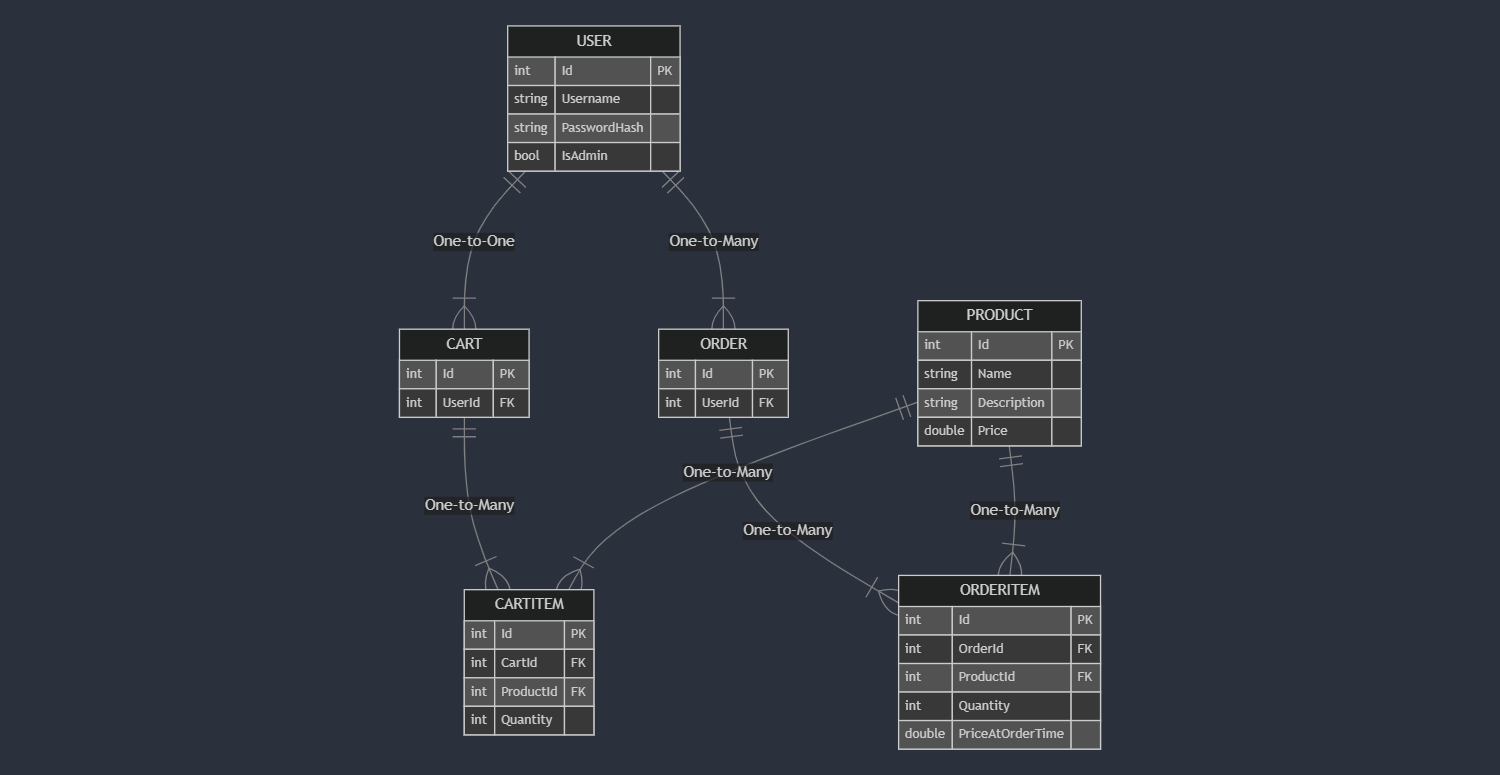 USER
int Id PK
string Username
string PasswordHash
bool IsAdmin
One-to-One
One-to-Many
CART
int Id PK
int UserId FK
ORDER
int Id PK
int UserId FK
PRODUCT
int Id PK
string Name
string Description
double Price
One-to-Many
One-to-Many
One-to-Many
One-to-Many
CARTITEM
int Id PK
int CartId FK
int ProductId FK
int Quantity
ORDERITEM
int Id PK
int OrderId FK
int ProductId FK
int Quantity
double PriceAtOrderTime